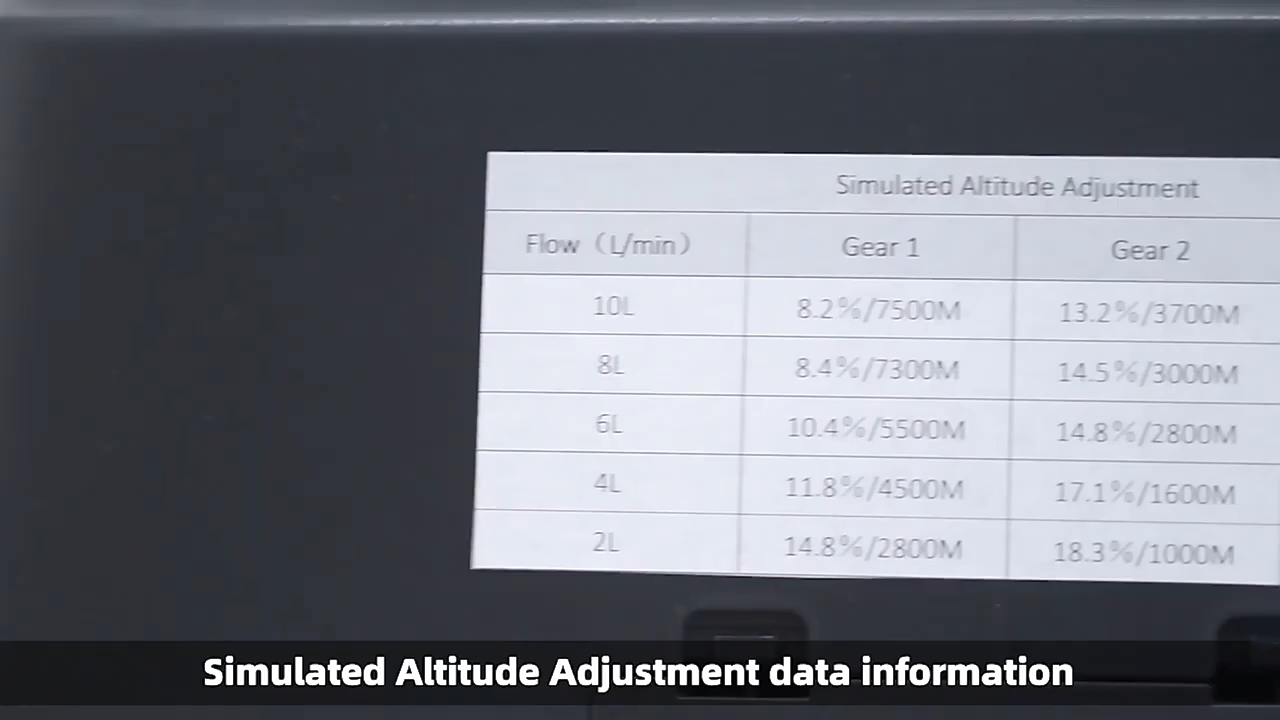 Simulated Altitude Adjustment
Flow（L/min） Gear 1 Gear 2
10L 8.2%/7500M 13.2%/3700M
8L 8.4%/7300M 14.5%/3000M
6L 10.4%/5500M 14.8%/2800M
4L 11.8%/4500M 17.1%/1600M
2L 14.8%/2800M 18.3%/1000M
Simulated Altitude Adjustment data information